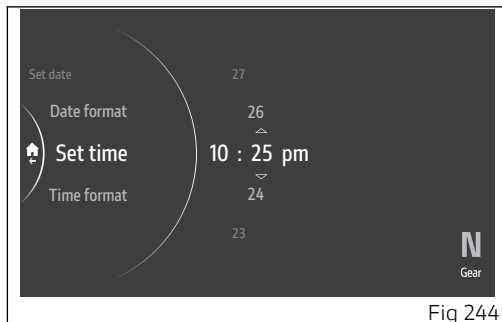 Set date 27
Date format 26
Set time 10 : 25 pm
Time format 24
23
N
Gear
Fig 244